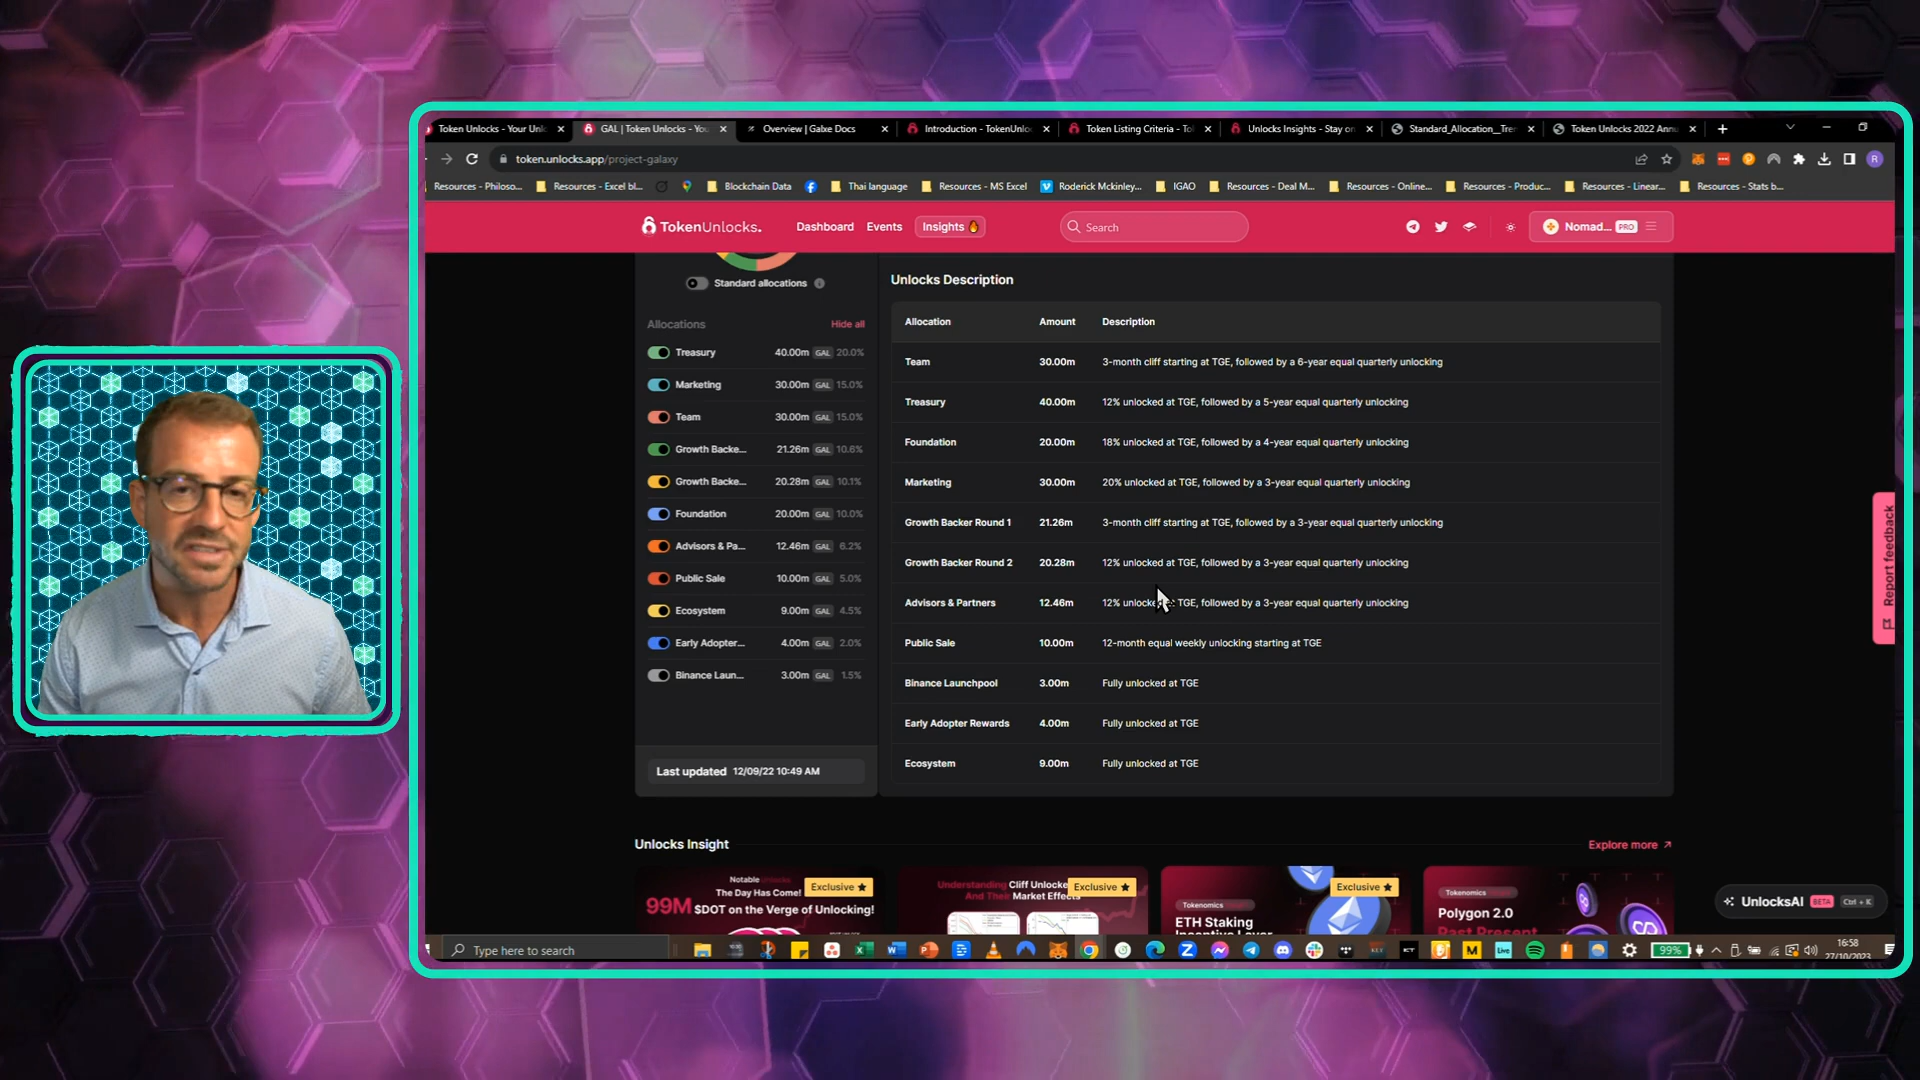 Token Unlocks - Your Unlo
GAL | Token Unlocks - Yo
Overview | Galxe Docs
Introduction - TokenUnlo
Token Listing Criteria - To
Unlocks Insights - Stay on
Standard_Allocation_Tre
Token Unlocks 2022 Annu
token.unlocks.app/project-galaxy
R
Resources - Philoso...
Resources - Excel bl...
Blockchain Data
Thai language
Resources - MS Excel
Roderick Mckinley...
IGAO
Resources - Deal M...
Resources - Online...
Resources - Produc...
Resources - Linear...
Resources - Stats b...
TokenUnlocks.
Dashboard
Events
Insights
Search
Nomad... PRO
Standard allocations
Allocations Hide all
Treasury 40.00m GAL 20.0%
Marketing 30.00m GAL 15.0%
Team 30.00m GAL 15.0%
Growth Backe... 21.26m GAL 10.6%
Growth Backe... 20.28m GAL 10.1%
Foundation 20.00m GAL 10.0%
Advisors & Pa... 12.46m GAL 6.2%
Public Sale 10.00m GAL 5.0%
Ecosystem 9.00m GAL 4.5%
Early Adopter... 4.00m GAL 2.0%
Binance Laun... 3.00m GAL 1.5%
Last updated 12/09/22 10:49 AM
Unlocks Description
Allocation Amount Description
Team 30.00m 3-month cliff starting at TGE, followed by a 6-year equal quarterly unlocking
Treasury 40.00m 12% unlocked at TGE, followed by a 5-year equal quarterly unlocking
Foundation 20.00m 18% unlocked at TGE, followed by a 4-year equal quarterly unlocking
Marketing 30.00m 20% unlocked at TGE, followed by a 3-year equal quarterly unlocking
Growth Backer Round 1 21.26m 3-month cliff starting at TGE, followed by a 3-year equal quarterly unlocking
Growth Backer Round 2 20.28m 12% unlocked at TGE, followed by a 3-year equal quarterly unlocking
Advisors & Partners 12.46m 12% unlocke TGE, followed by a 3-year equal quarterly unlocking
Public Sale 10.00m 12-month equal weekly unlocking starting at TGE
Binance Launchpool 3.00m Fully unlocked at TGE
Early Adopter Rewards 4.00m Fully unlocked at TGE
Ecosystem 9.00m Fully unlocked at TGE
Report feedback
Unlocks Insight
Explore more
Notable
The Day Has Come!
99M $DOT on the Verge of Unlocking!
Exclusive
Understanding Cliff Unlocke
And Their Market Effects
Exclusive
Tokenomics
ETH Staking
Incentive Layer
Exclusive
Tokenomics
Polygon 2.0
Past Present
UnlocksAI BETA Ctrl + K
Type here to search
99%
16:58
27/10/2023